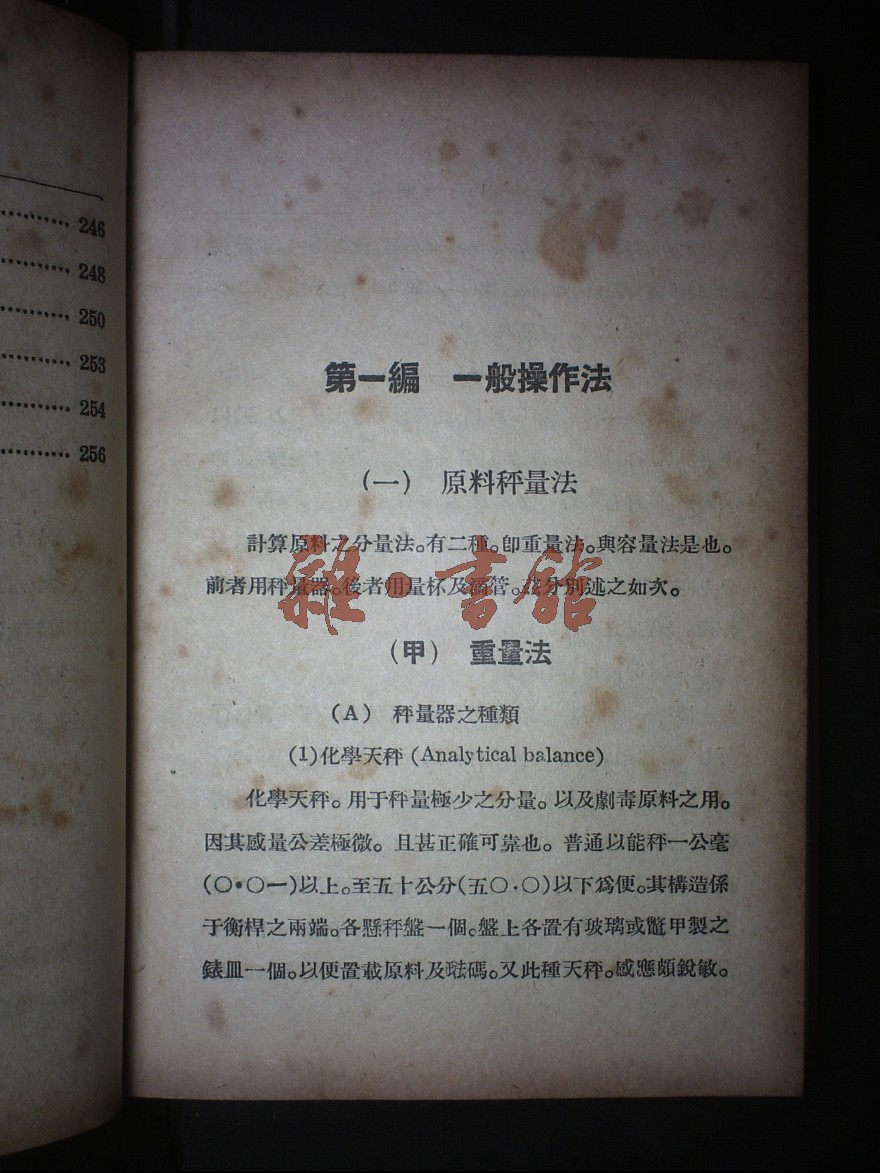 246
248
250
253
254
256
第一編　一般操作法
(一)　原料秤量法
計算原料之分量法。有二種。卽重量法。與容量法是也。
前者用秤量器。後者用量杯及滴管。茲分別述之如次。
雜·書館
(甲)　重量法
(A)　秤量器之種類
(1)化學天秤 (Analytical balance)
化學天秤。用于秤量極少之分量。以及劇毒原料之用。
因其感量公差極微。且甚正確可靠也。普通以能秤一公毫
(〇·〇一)以上。至五十公分(五〇·〇)以下爲便。其構造係
于衡桿之兩端。各懸秤盤一個。盤上各置有玻璃或鼈甲製之
錶皿一個。以便置載原料及琺碼。又此種天秤。感應頗銳敏。